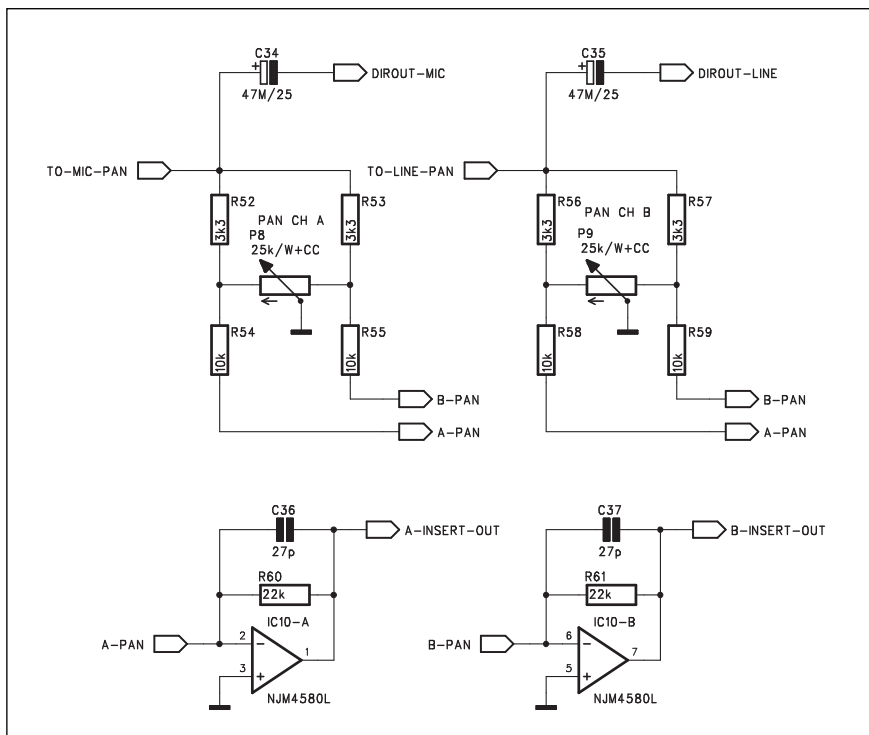 C34
47M/25
DIROUT-MIC
C35
47M/25
DIROUT-LINE
TO-MIC-PAN
TO-LINE-PAN
R52
3k3
R53
3k3
PAN CH A
P8
25k/W+CC
R56
3k3
R57
3k3
PAN CH B
P9
25k/W+CC
R54
10k
R55
10k
R58
10k
R59
10k
B-PAN
A-PAN
B-PAN
A-PAN
C36
27p
A-INSERT-OUT
R60
22k
IC10-A
A-PAN
2
-
3
+
1
NJM4580L
C37
27p
B-INSERT-OUT
R61
22k
IC10-B
B-PAN
6
-
5
+
7
NJM4580L